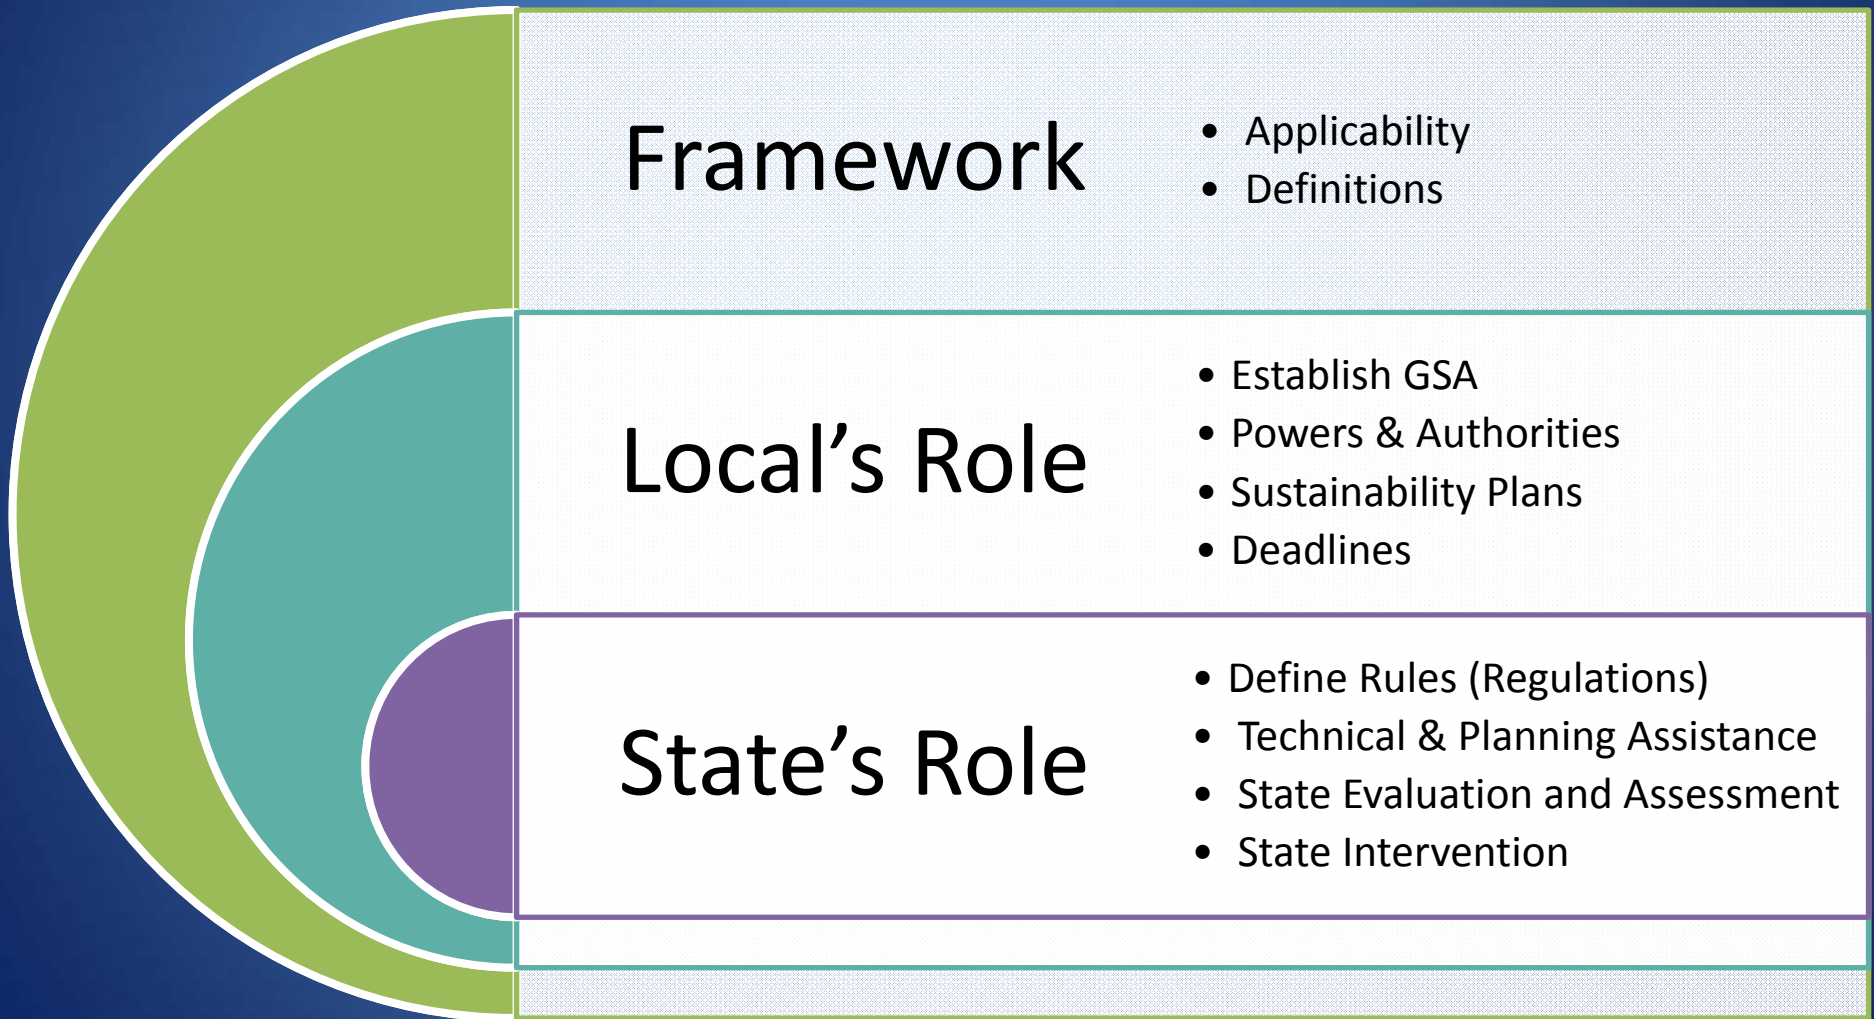 Framework
• Applicability
• Definitions
Local’s Role
• Establish GSA
• Powers & Authorities
• Sustainability Plans
• Deadlines
State’s Role
• Define Rules (Regulations)
• Technical & Planning Assistance
• State Evaluation and Assessment
• State Intervention